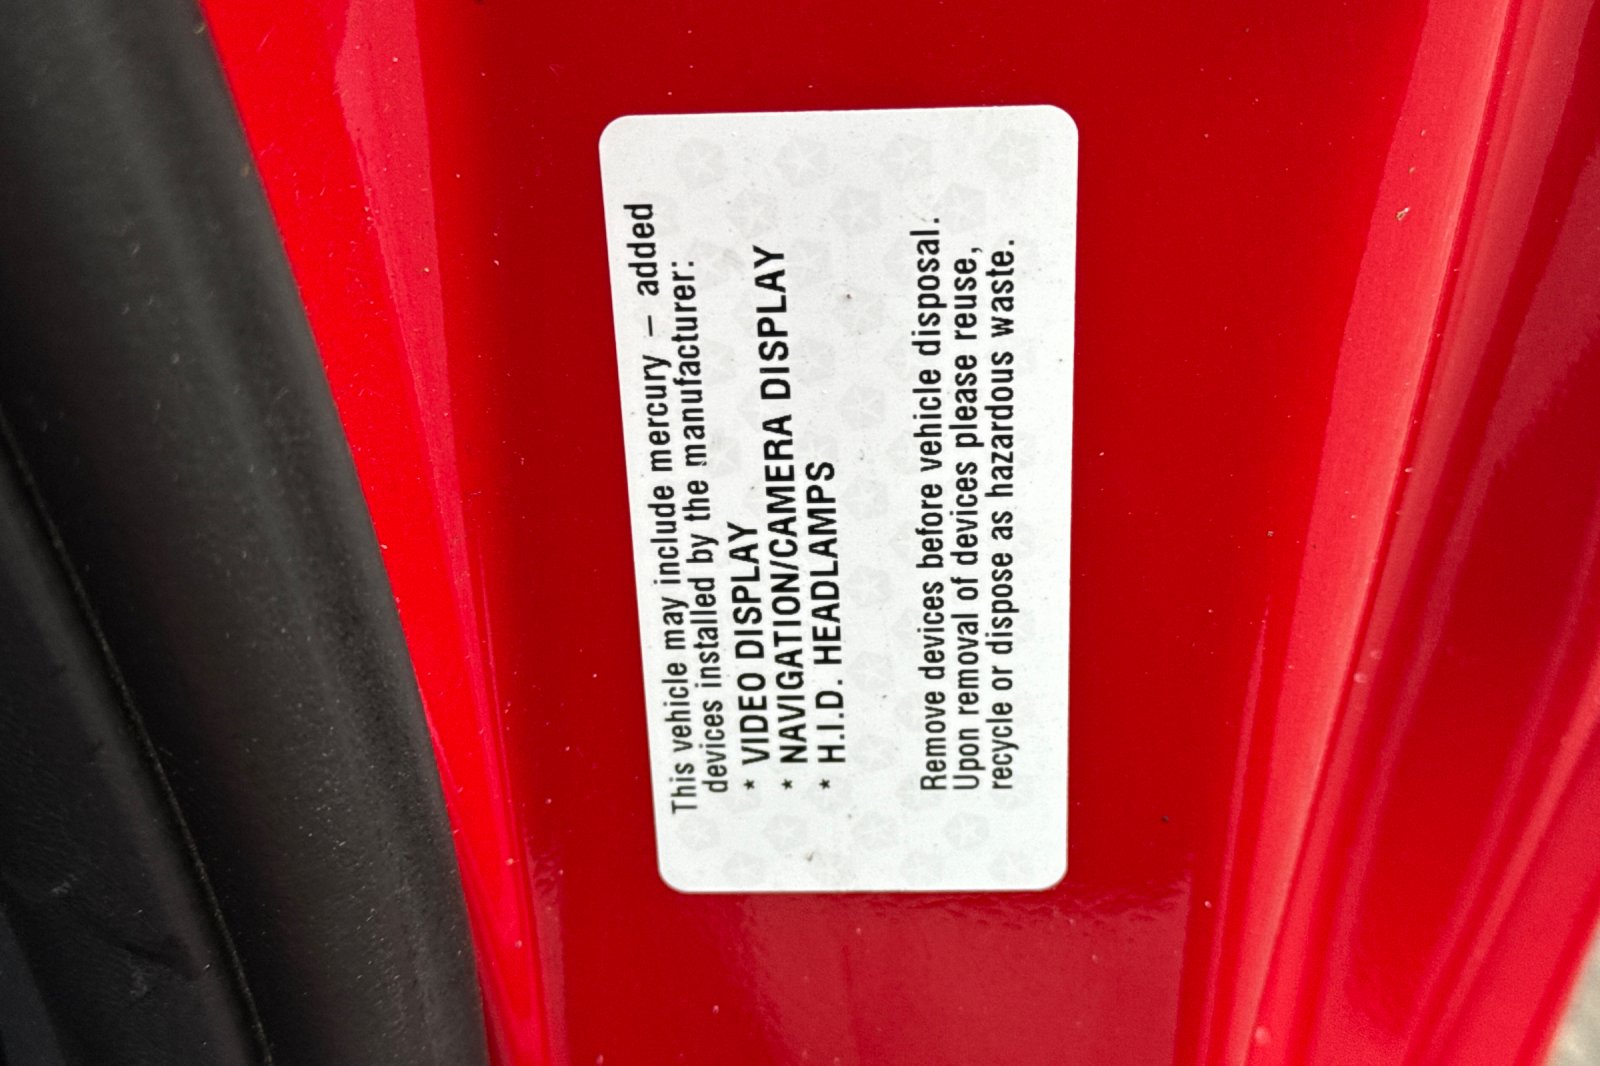 This vehicle may include mercury – added
devices installed by the manufacturer:
* VIDEO DISPLAY
* NAVIGATION/CAMERA DISPLAY
* H.I.D. HEADLAMPS
Remove devices before vehicle disposal.
Upon removal of devices please reuse,
recycle or dispose as hazardous waste.